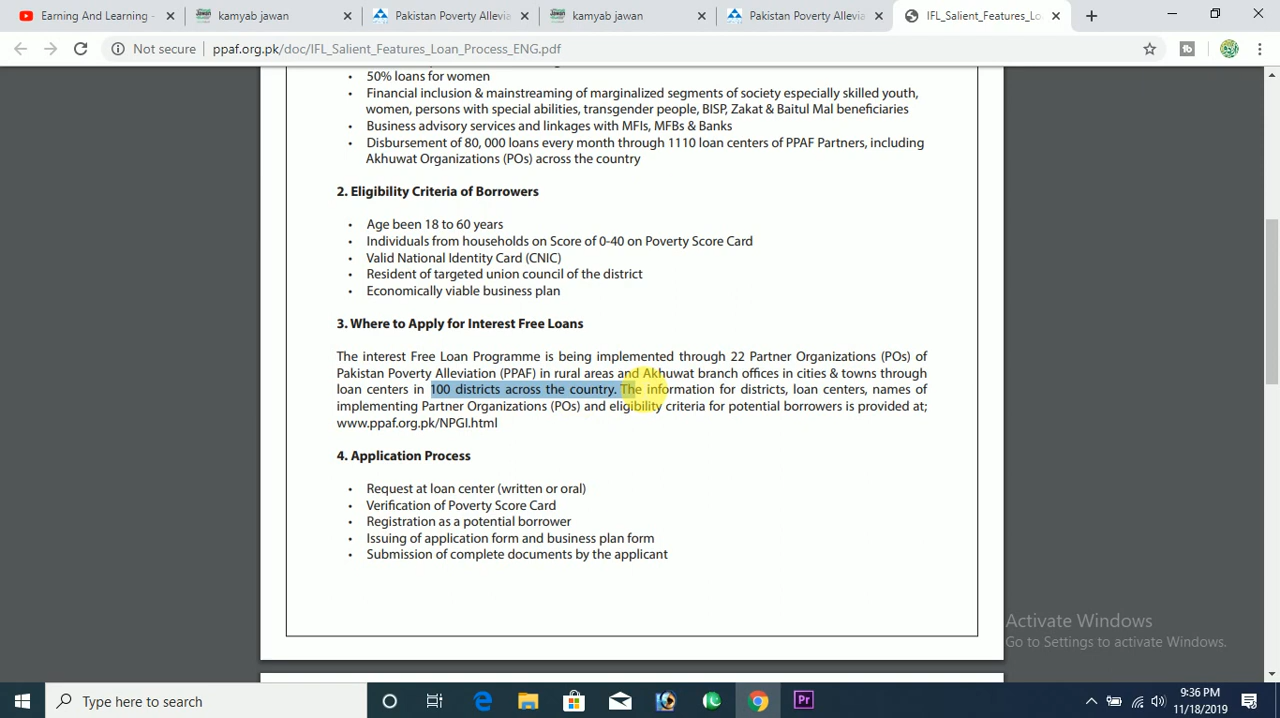 Earning And Learning -
kamyab jawan
Pakistan Poverty Allevia
kamyab jawan
Pakistan Poverty Allevia
IFL_Salient_Features_Lo
Not secure
ppaf.org.pk/doc/IFL_Salient_Features_Loan_Process_ENG.pdf
• 50% loans for women
• Financial inclusion & mainstreaming of marginalized segments of society especially skilled youth,
women, persons with special abilities, transgender people, BISP, Zakat & Baitul Mal beneficiaries
• Business advisory services and linkages with MFIs, MFBs & Banks
• Disbursement of 80, 000 loans every month through 1110 loan centers of PPAF Partners, including
Akhuwat Organizations (POs) across the country
2. Eligibility Criteria of Borrowers
• Age been 18 to 60 years
• Individuals from households on Score of 0-40 on Poverty Score Card
• Valid National Identity Card (CNIC)
• Resident of targeted union council of the district
• Economically viable business plan
3. Where to Apply for Interest Free Loans
The interest Free Loan Programme is being implemented through 22 Partner Organizations (POs) of
Pakistan Poverty Alleviation (PPAF) in rural areas and Akhuwat branch offices in cities & towns through
loan centers in 100 districts across the country. The information for districts, loan centers, names of
implementing Partner Organizations (POs) and eligibility criteria for potential borrowers is provided at;
www.ppaf.org.pk/NPGI.html
4. Application Process
• Request at loan center (written or oral)
• Verification of Poverty Score Card
• Registration as a potential borrower
• Issuing of application form and business plan form
• Submission of complete documents by the applicant
Activate Windows
Go to Settings to activate Windows.
Type here to search
Pr
9:36 PM
11/18/2019